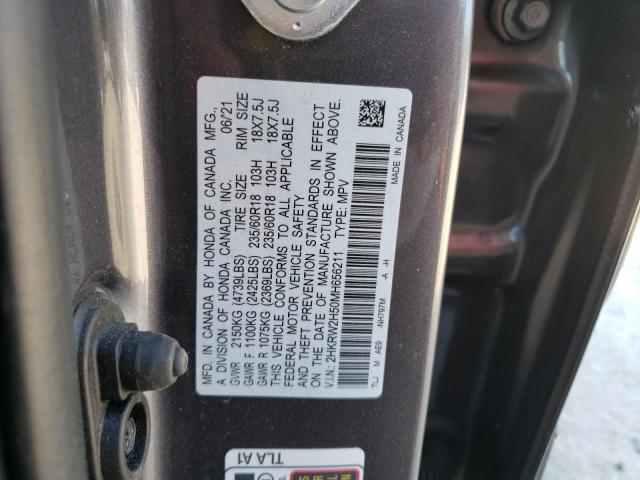 MFD. IN CANADA BY HONDA OF CANADA MFG.,
A DIVISION OF HONDA CANADA INC. 06/21
GVWR 2150KG (4739LBS) TIRE SIZE RIM SIZE
GAWR F 1100KG (2425LBS) 235/60R18 103H 18X7.5J
GAWR R 1075KG (2369LBS) 235/60R18 103H 18X7.5J
THIS VEHICLE CONFORMS TO ALL APPLICABLE
FEDERAL MOTOR VEHICLE SAFETY
AND THEFT PREVENTION STANDARDS IN EFFECT
ON THE DATE OF MANUFACTURE SHOWN ABOVE.
V.I.N.: 2HKRW2H50MH656211 TYPE: MPV
TLJ M AE9 -NH797M -A -H MADE IN CANADA
TLA A1